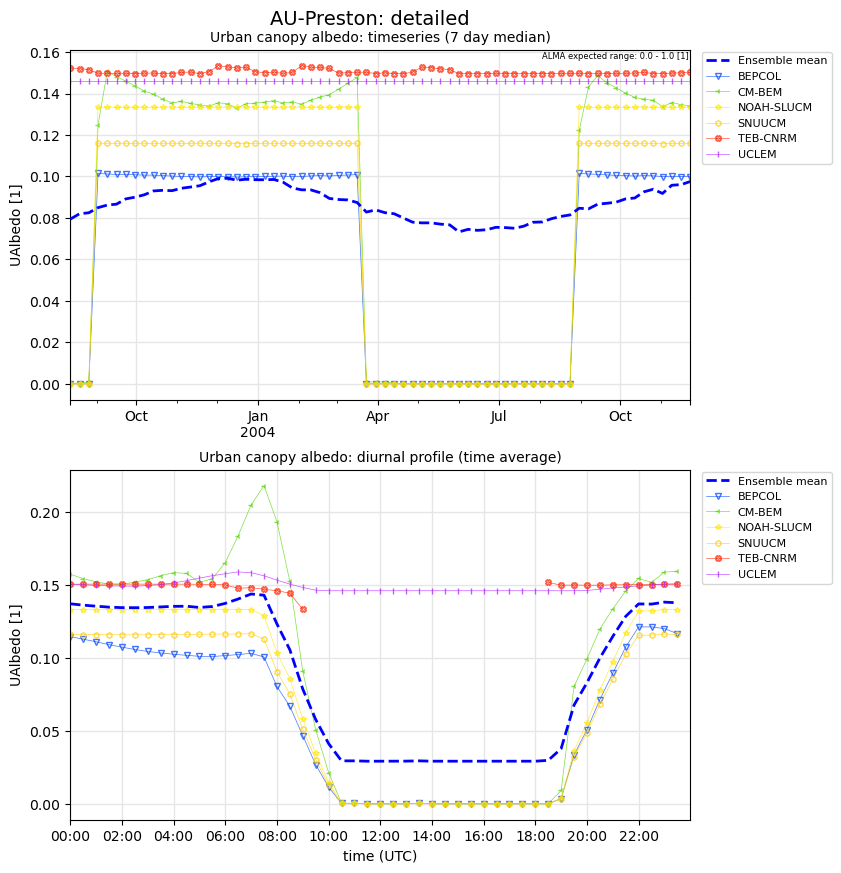 AU-Preston: detailed
Urban canopy albedo: timeseries (7 day median)
ALMA expected range: 0.0 - 1.0 [1]
0.16
0.14
0.12
0.10
0.08
0.06
0.04
0.02
0.00
UAlbedo [1]
Oct
Jan
2004
Apr
Jul
Oct
Ensemble mean
BEPCOL
CM-BEM
NOAH-SLUCM
SNUUCM
TEB-CNRM
UCLEM
Urban canopy albedo: diurnal profile (time average)
0.20
0.15
0.10
0.05
0.00
UAlbedo [1]
00:00
02:00
04:00
06:00
08:00
10:00
12:00
14:00
16:00
18:00
20:00
22:00
time (UTC)
Ensemble mean
BEPCOL
CM-BEM
NOAH-SLUCM
SNUUCM
TEB-CNRM
UCLEM